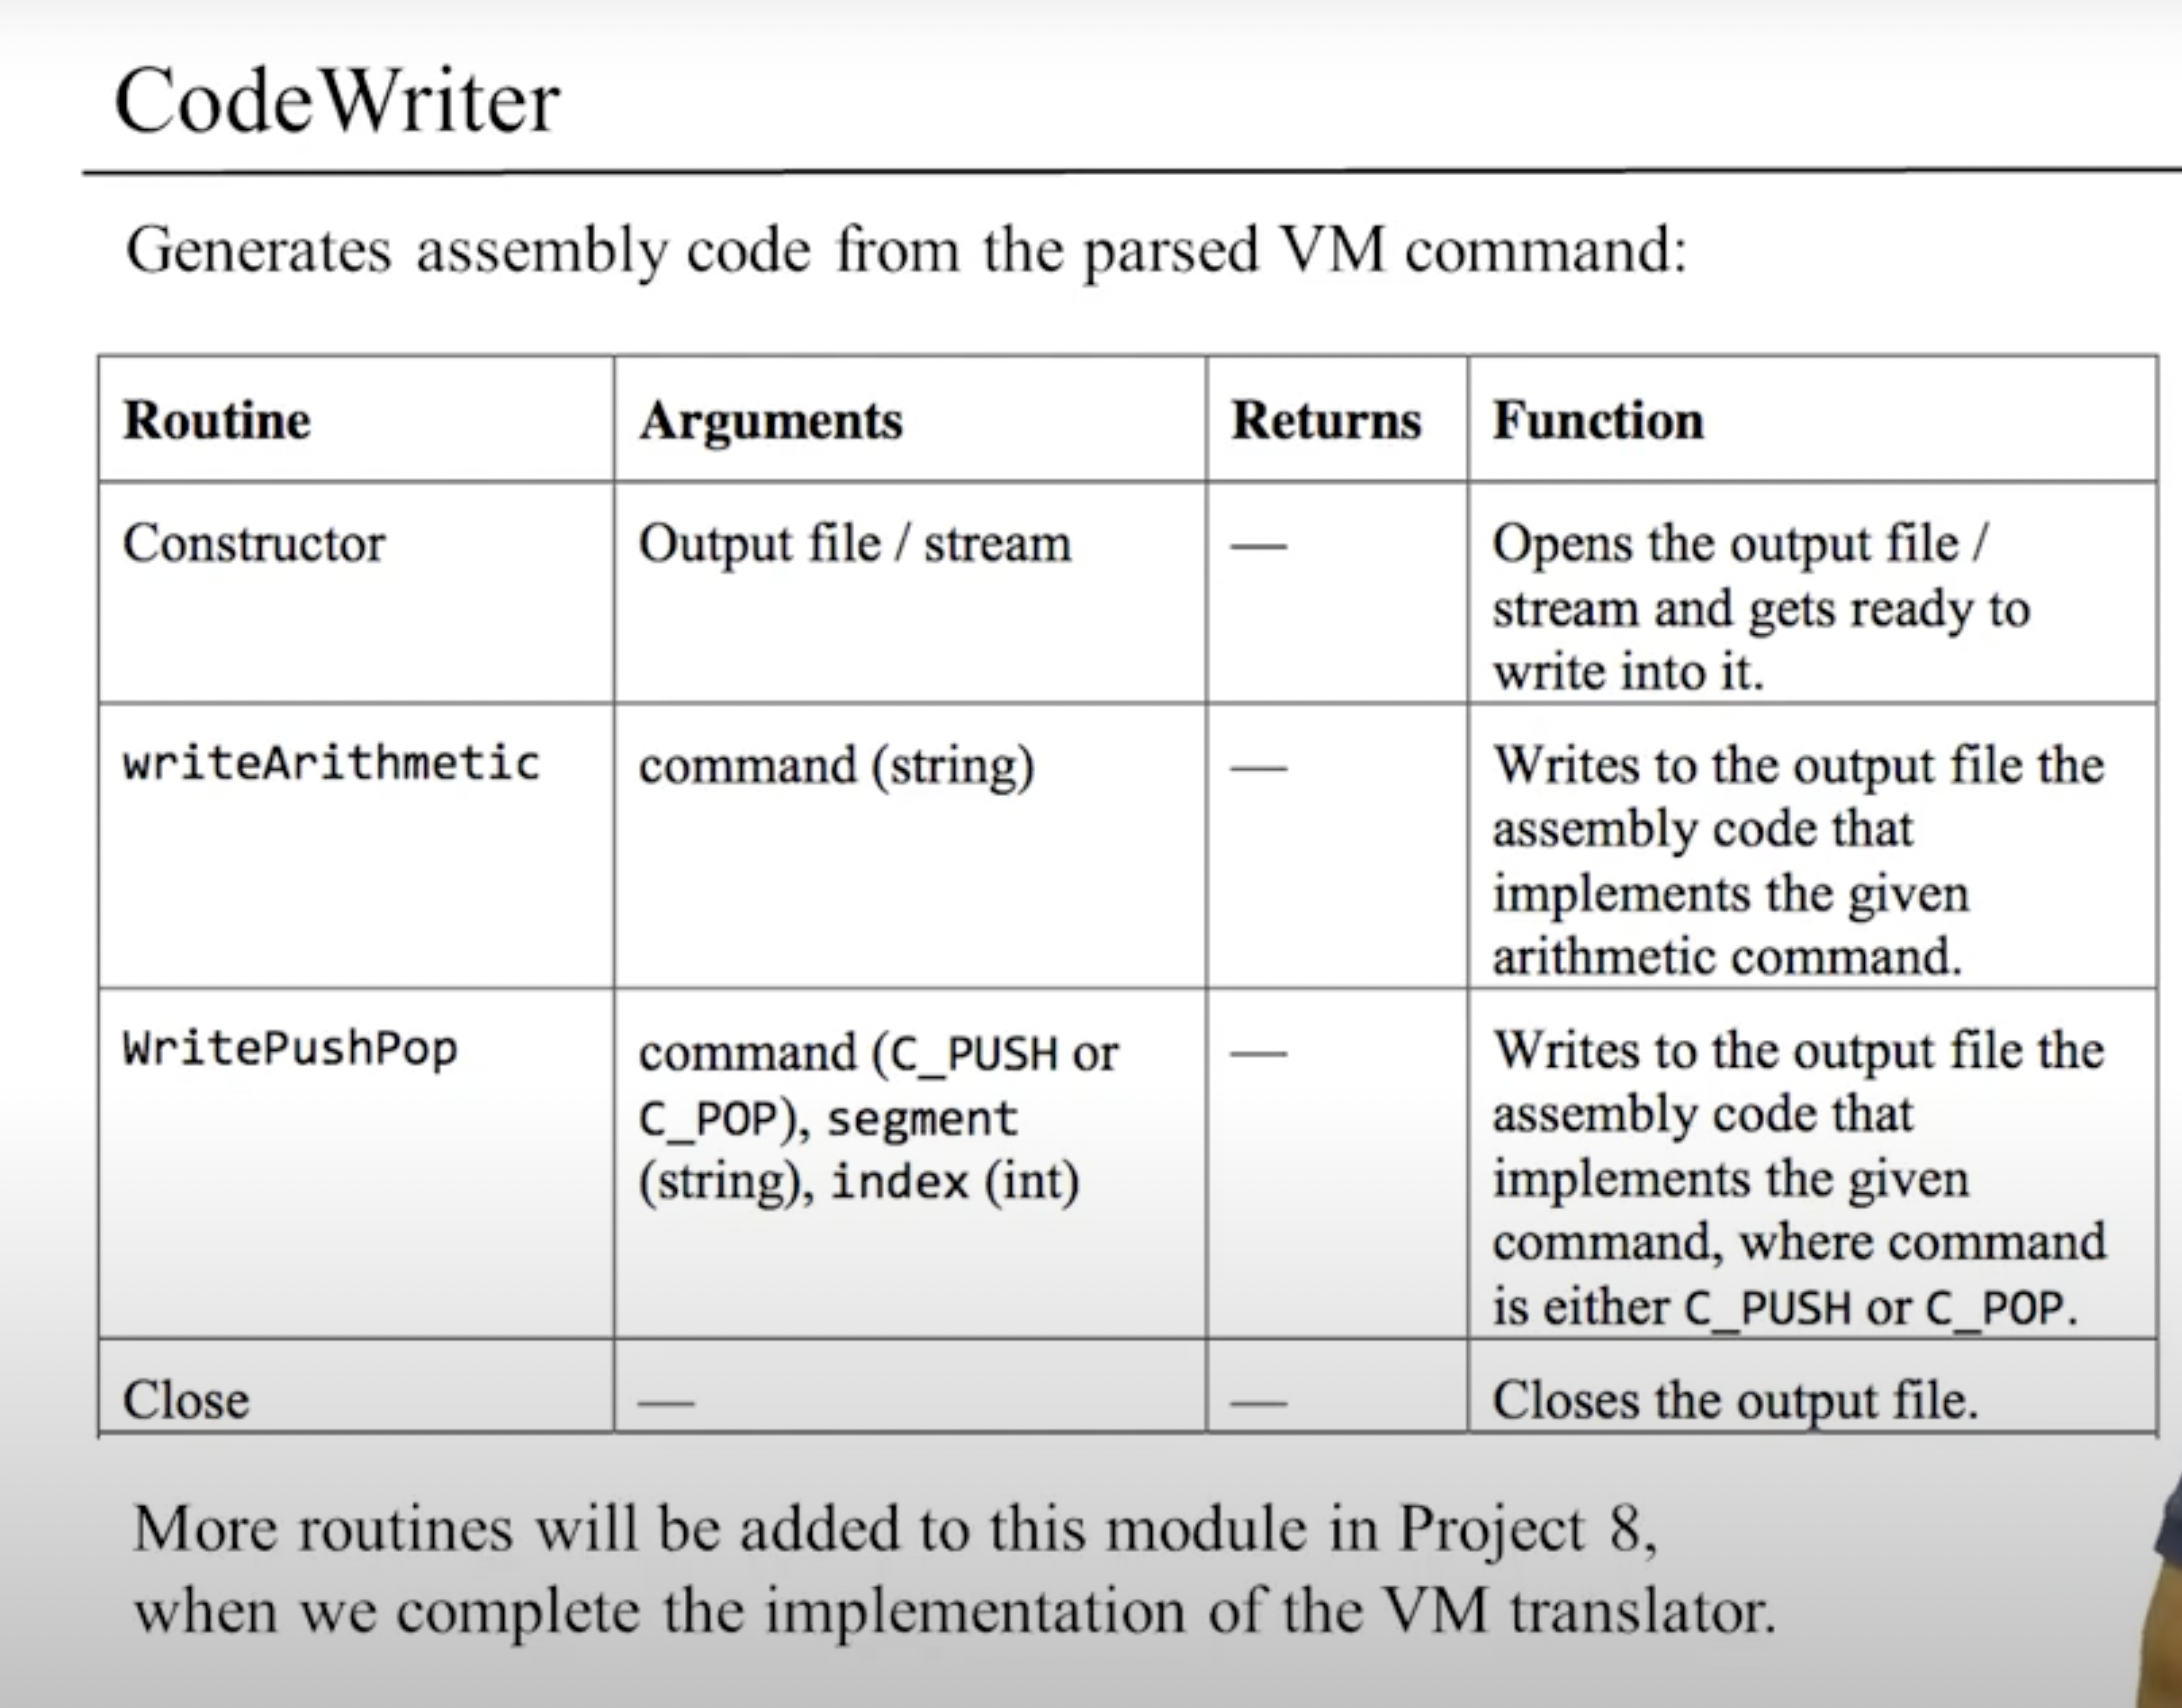 CodeWriter
Generates assembly code from the parsed VM command:
Routine Arguments Returns Function
Constructor Output file / stream — Opens the output file /
stream and gets ready to
write into it.
writeArithmetic command (string) — Writes to the output file the
assembly code that
implements the given
arithmetic command.
WritePushPop command (C_PUSH or — Writes to the output file the
C_POP), segment assembly code that
(string), index (int) implements the given
command, where command
is either C_PUSH or C_POP.
Close — — Closes the output file.
More routines will be added to this module in Project 8,
when we complete the implementation of the VM translator.